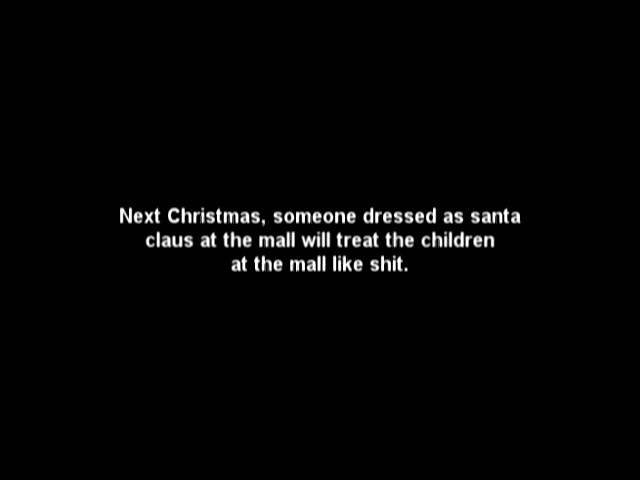 Next Christmas, someone dressed as santa
claus at the mall will treat the children
at the mall like shit.